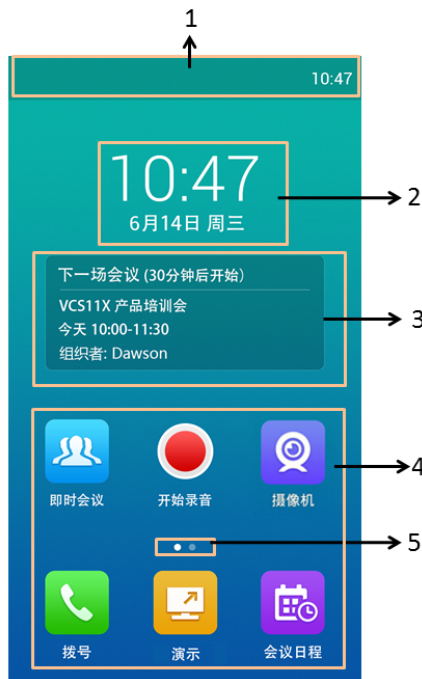 1
10:47
10:47
2
6月14日 周三
下一场会议 (30分钟后开始)
VCS11X 产品培训会
3
今天 10:00-11:30
组织者: Dawson
4
即时会议
开始录音
摄像机
5
拨号
演示
会议日程